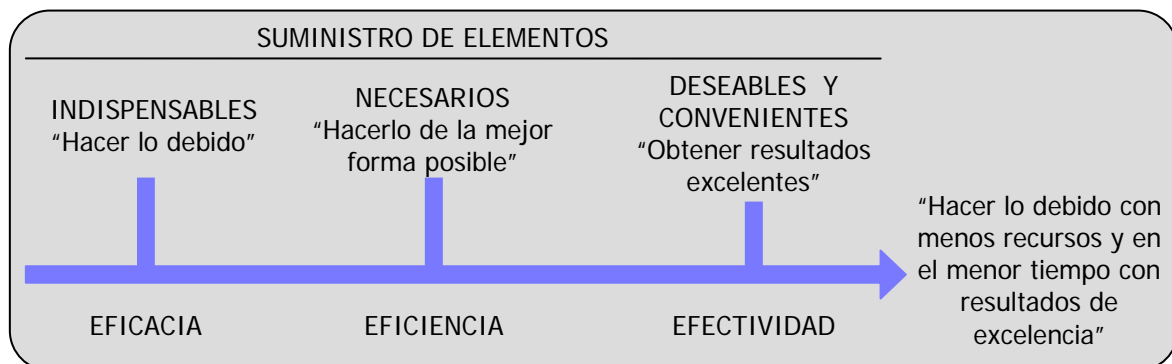 SUMINISTRO DE ELEMENTOS
INDISPENSABLES
“Hacer lo debido”
NECESARIOS
“Hacerlo de la mejor
forma posible”
DESEABLES Y
CONVENIENTES
“Obtener resultados
excelentes”
“Hacer lo debido con
menos recursos y en
el menor tiempo con
resultados de
excelencia”
EFICACIA
EFICIENCIA
EFECTIVIDAD